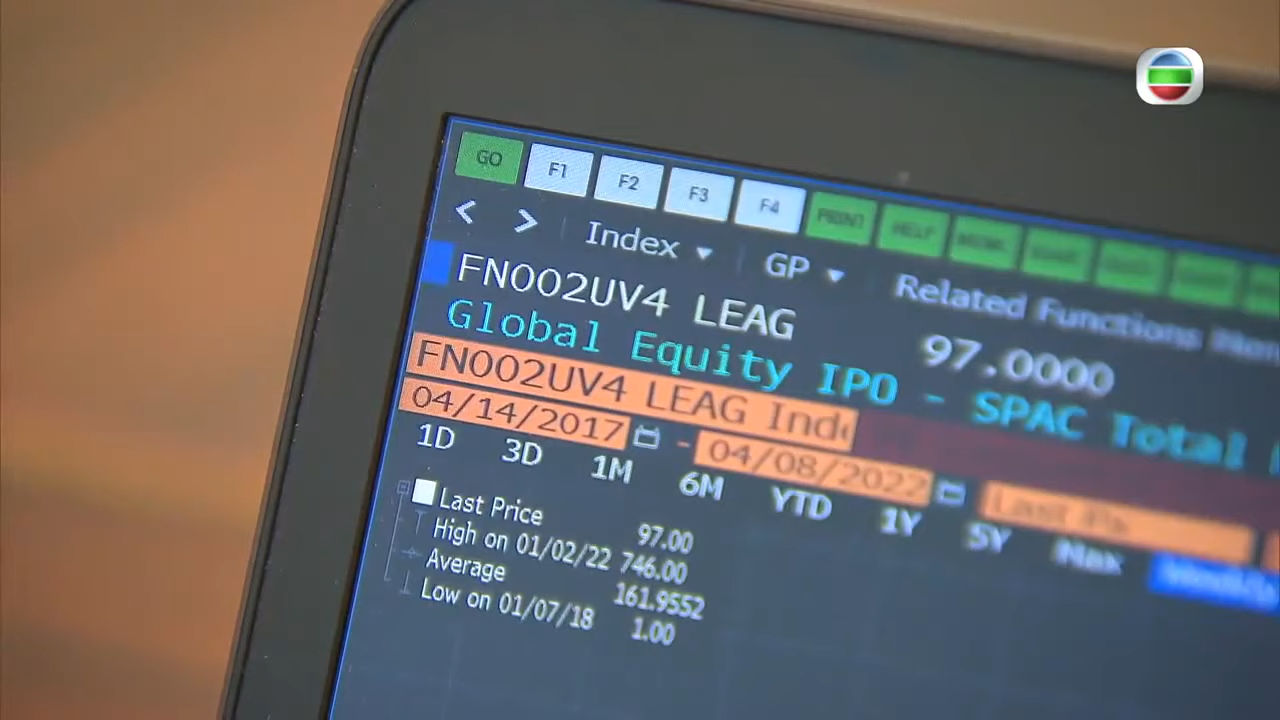 GO F1 F2 F3 F4 PRINT HELP
< > Index GP Related Functions
FN002UV4 LEAG 97.0000
Global Equity IPO - SPAC Total
FN002UV4 LEAG
04/14/2017 - 04/08/2022
1D 3D 1M 6M YTD 1Y 5Y Max
Last Price 97.00
High on 01/02/22 746.00
Average 161.9552
Low on 01/07/18 1.00